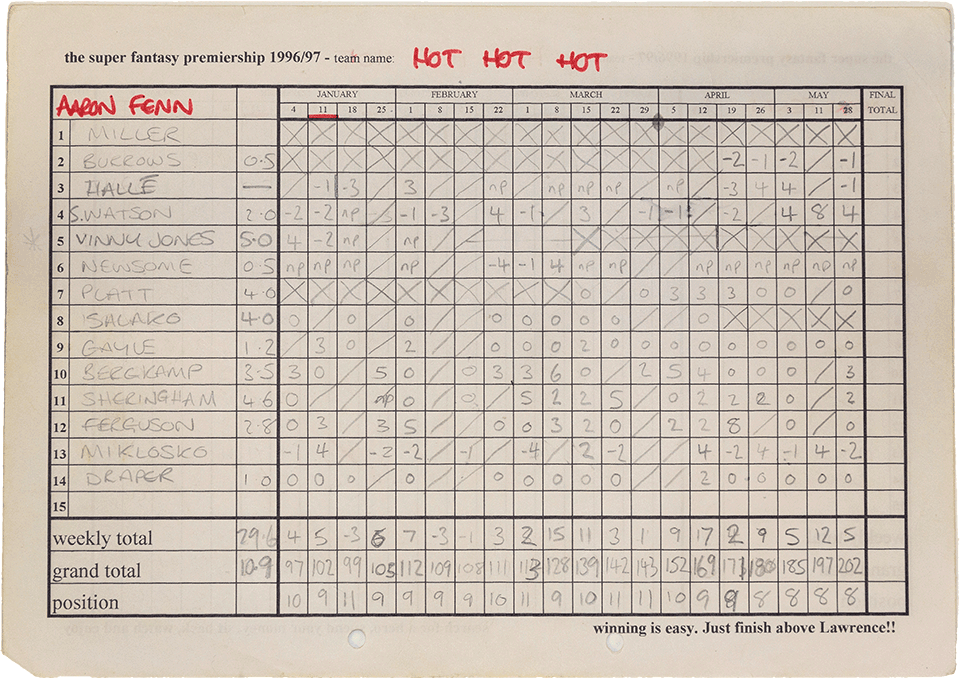 the super fantasy premiership 1996/97 - team name: HOT HOT HOT
AARON FENN JANUARY FEBRUARY MARCH APRIL MAY FINAL TOTAL
4 11 18 25 1 8 15 22 1 8 15 22 29 5 12 19 26 3 11 28
1 MILLER X X X X X X X X X X X X X X X X X X X X
2 BURROWS 0.5 X X X X X X X X X X X X X X X -2 -1 -2 / -1
3 HALLE — / -1 -3 / 3 / / np / np np np / np / -3 4 4 / -1
4 S.WATSON 2.0 -2 -2 np -3 -1 -3 / 4 -1 / 3 / -1 -1 / -2 / 4 8 4
5 VINNY JONES 5.0 4 -2 np / np / X X X X X X X X X X
6 NEWSOME 0.5 np np np / np / / -4 -1 4 np np / / np np / np np np
7 PLATT 4.0 X X X X X X X X X X 0 / 0 3 3 3 0 0 / 0
8 SALAKO 4.0 0 / 0 / 0 / / 0 0 0 0 0 / / 0 X X X X X
9 GAYLE 1.2 / 3 0 / 2 / / 0 0 0 2 0 0 0 0 0 0 0 0 0
10 BERGKAMP 3.5 3 0 / 5 0 / 0 3 3 6 0 / 2 5 4 0 0 0 / 3
11 SHERINGHAM 4.6 0 / / np 0 / 0 / 5 2 2 5 / 0 2 2 2 0 / 2
12 FERGUSON 2.8 0 3 / 3 5 / / 0 0 3 2 0 / 2 2 8 / 0 / 0
13 MIKLOSKO -1 4 / -2 -2 / -1 / -4 / 2 -2 / / 4 -2 4 -1 4 -2
14 DRAPER 1.0 0 0 0 / 0 / / 0 0 0 0 0 / / 2 0 0 0 0 0
15
weekly total 29.6 4 5 -3 6 7 -3 -1 3 2 15 11 3 1 9 17 2 9 5 12 5
grand total 10.9 97 102 99 105 112 109 108 111 113 128 139 142 143 152 169 171 180 185 197 202
position 10 9 11 9 9 9 9 10 11 9 10 11 11 10 9 9 8 8 8 8
winning is easy. Just finish above Lawrence!!